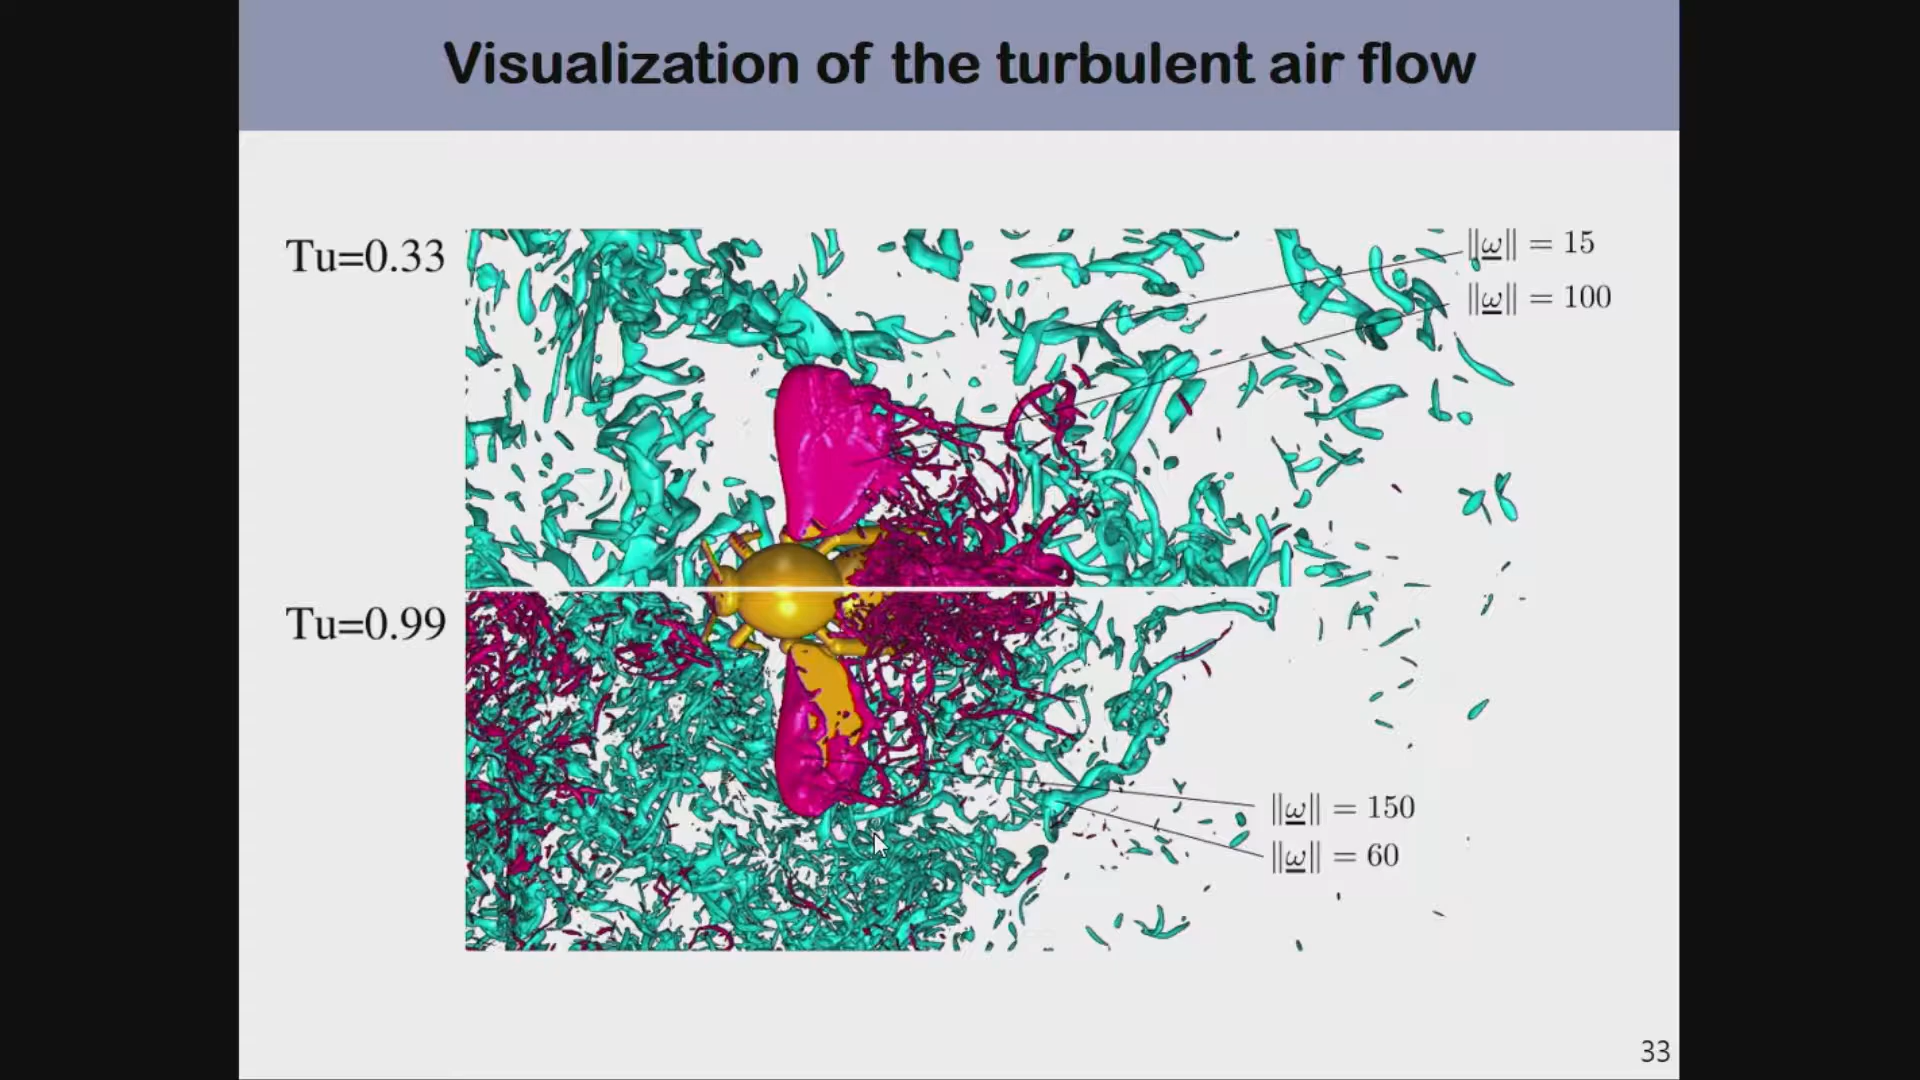 Visualization of the turbulent air flow
Tu=0.33
‖ω‖ = 15
‖ω‖ = 100
Tu=0.99
‖ω‖ = 150
‖ω‖ = 60
33